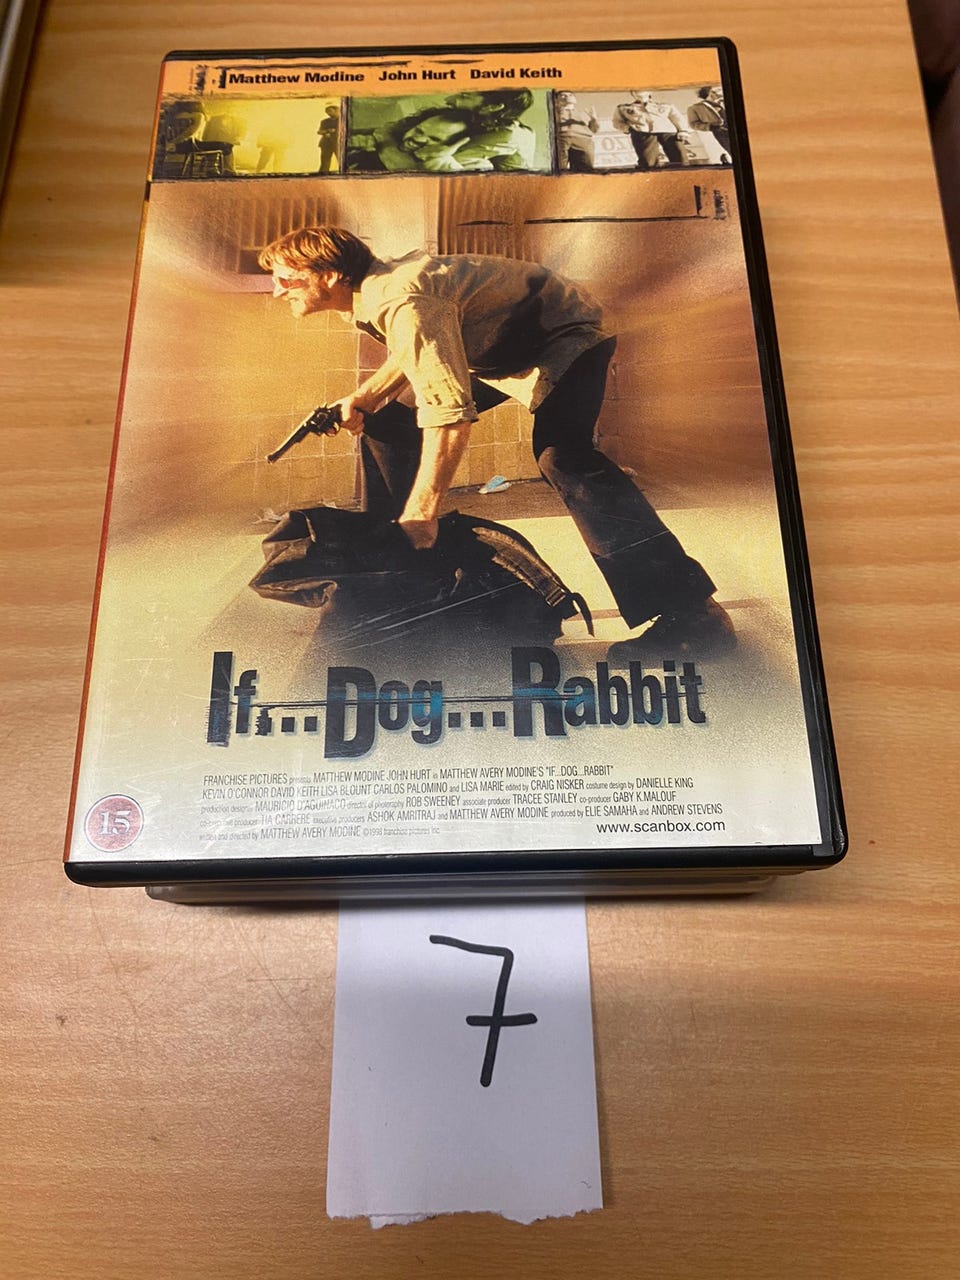 Matthew Modine John Hurt David Keith
If...Dog...Rabbit
FRANCHISE PICTURES presents MATTHEW MODINE JOHN HURT in MATTHEW AVERY MODINE'S "IF...DOG...RABBIT"
KEVIN O'CONNOR DAVID KEITH LISA BLOUNT CARLOS PALOMINO and LISA MARIE edited by CRAIG NISKER costume design by DANIELLE KING
production designer MAURICIO D'AGUINACO director of photography ROB SWEENEY associate producer TRACEE STANLEY co-producer GABY K.MALOUF
co-executive producer TIA CARRERE executive producers ASHOK AMRITRAJ and MATTHEW AVERY MODINE produced by ELIE SAMAHA and ANDREW STEVENS
written and directed by MATTHEW AVERY MODINE ©1998 franchise pictures inc
www.scanbox.com
15
7